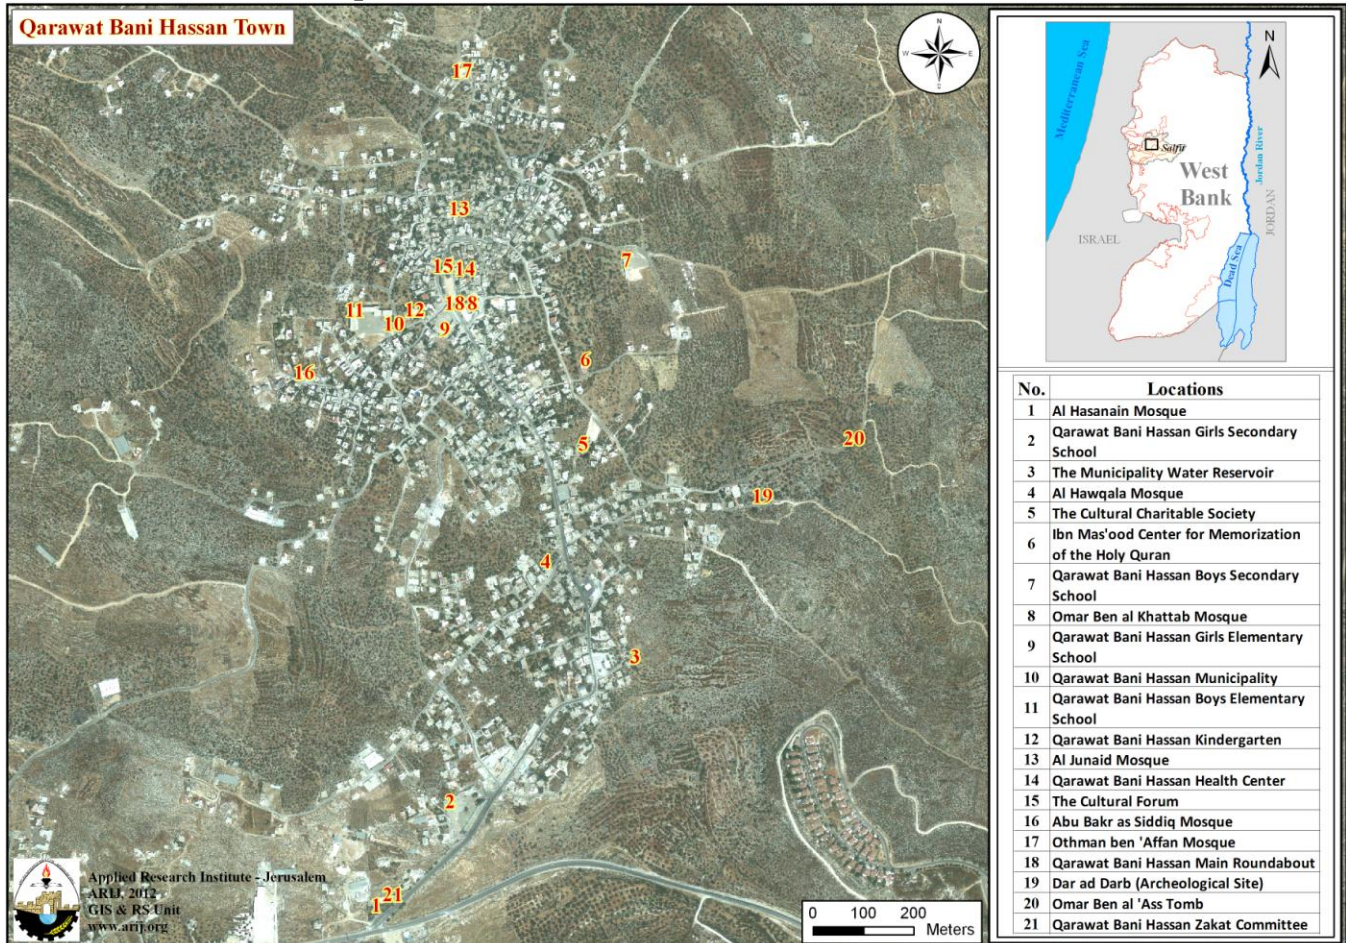 Qarawat Bani Hassan Town
N
W E
S
17
13
15 14
7
11 12 18 8
10
9
6
16
20
5
19
4
3
2
21
1
Applied Research Institute - Jerusalem
ARIJ, 2012
GIS & RS Unit
www.arij.org
0 100 200
Meters
Mediterranean Sea
N
Salfit
West
Bank
Jordan River
JORDAN
ISRAEL
Dead Sea
No. Locations
1 Al Hasanain Mosque
2 Qarawat Bani Hassan Girls Secondary
School
3 The Municipality Water Reservoir
4 Al Hawqala Mosque
5 The Cultural Charitable Society
6 Ibn Mas'ood Center for Memorization
of the Holy Quran
7 Qarawat Bani Hassan Boys Secondary
School
8 Omar Ben al Khattab Mosque
9 Qarawat Bani Hassan Girls Elementary
School
10 Qarawat Bani Hassan Municipality
11 Qarawat Bani Hassan Boys Elementary
School
12 Qarawat Bani Hassan Kindergarten
13 Al Junaid Mosque
14 Qarawat Bani Hassan Health Center
15 The Cultural Forum
16 Abu Bakr as Siddiq Mosque
17 Othman ben 'Affan Mosque
18 Qarawat Bani Hassan Main Roundabout
19 Dar ad Darb (Archeological Site)
20 Omar Ben al 'Ass Tomb
21 Qarawat Bani Hassan Zakat Committee